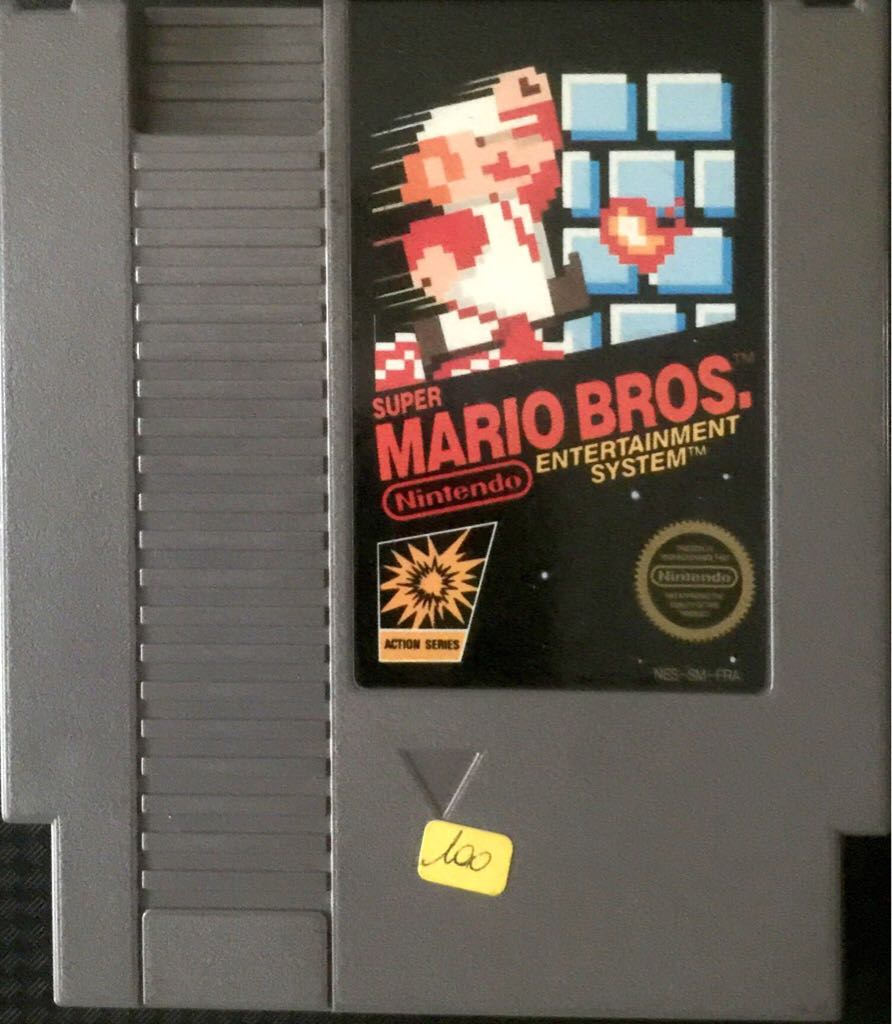 SUPER
MARIO BROS.™
ENTERTAINMENT
SYSTEM™
Nintendo
ACTION SERIES
Nintendo
NES-SM-FRA
100